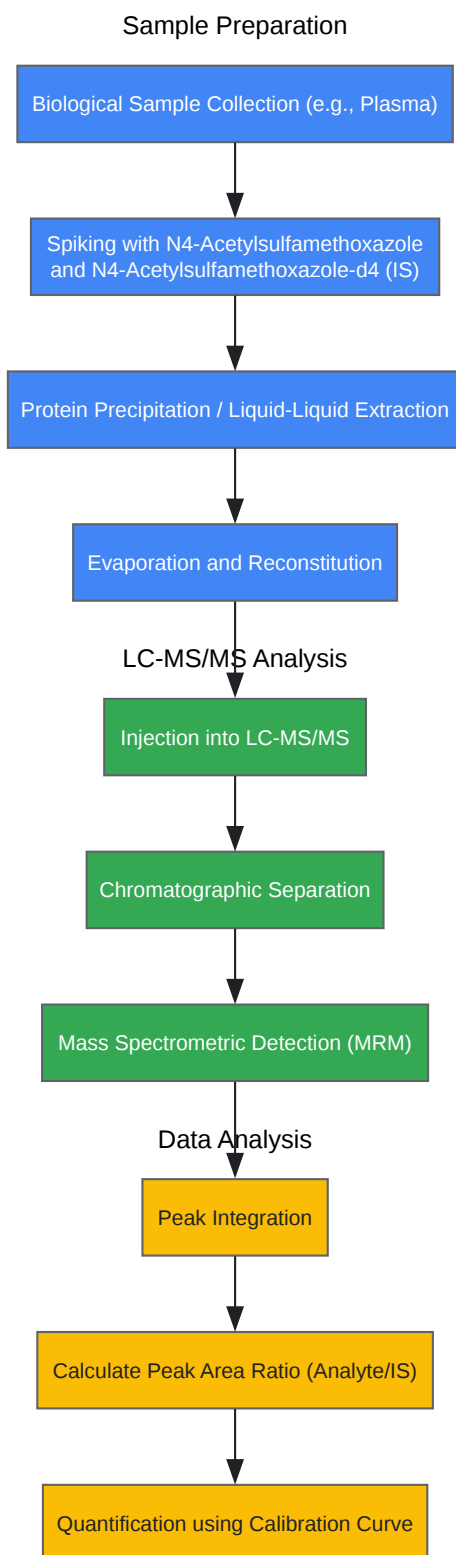 Sample Preparation
Biological Sample Collection (e.g., Plasma)
Spiking with N4-Acetylsulfamethoxazole
and N4-Acetylsulfamethoxazole-d4 (IS)
Protein Precipitation / Liquid-Liquid Extraction
Evaporation and Reconstitution
LC-MS/MS Analysis
Injection into LC-MS/MS
Chromatographic Separation
Mass Spectrometric Detection (MRM)
Data Analysis
Peak Integration
Calculate Peak Area Ratio (Analyte/IS)
Quantification using Calibration Curve